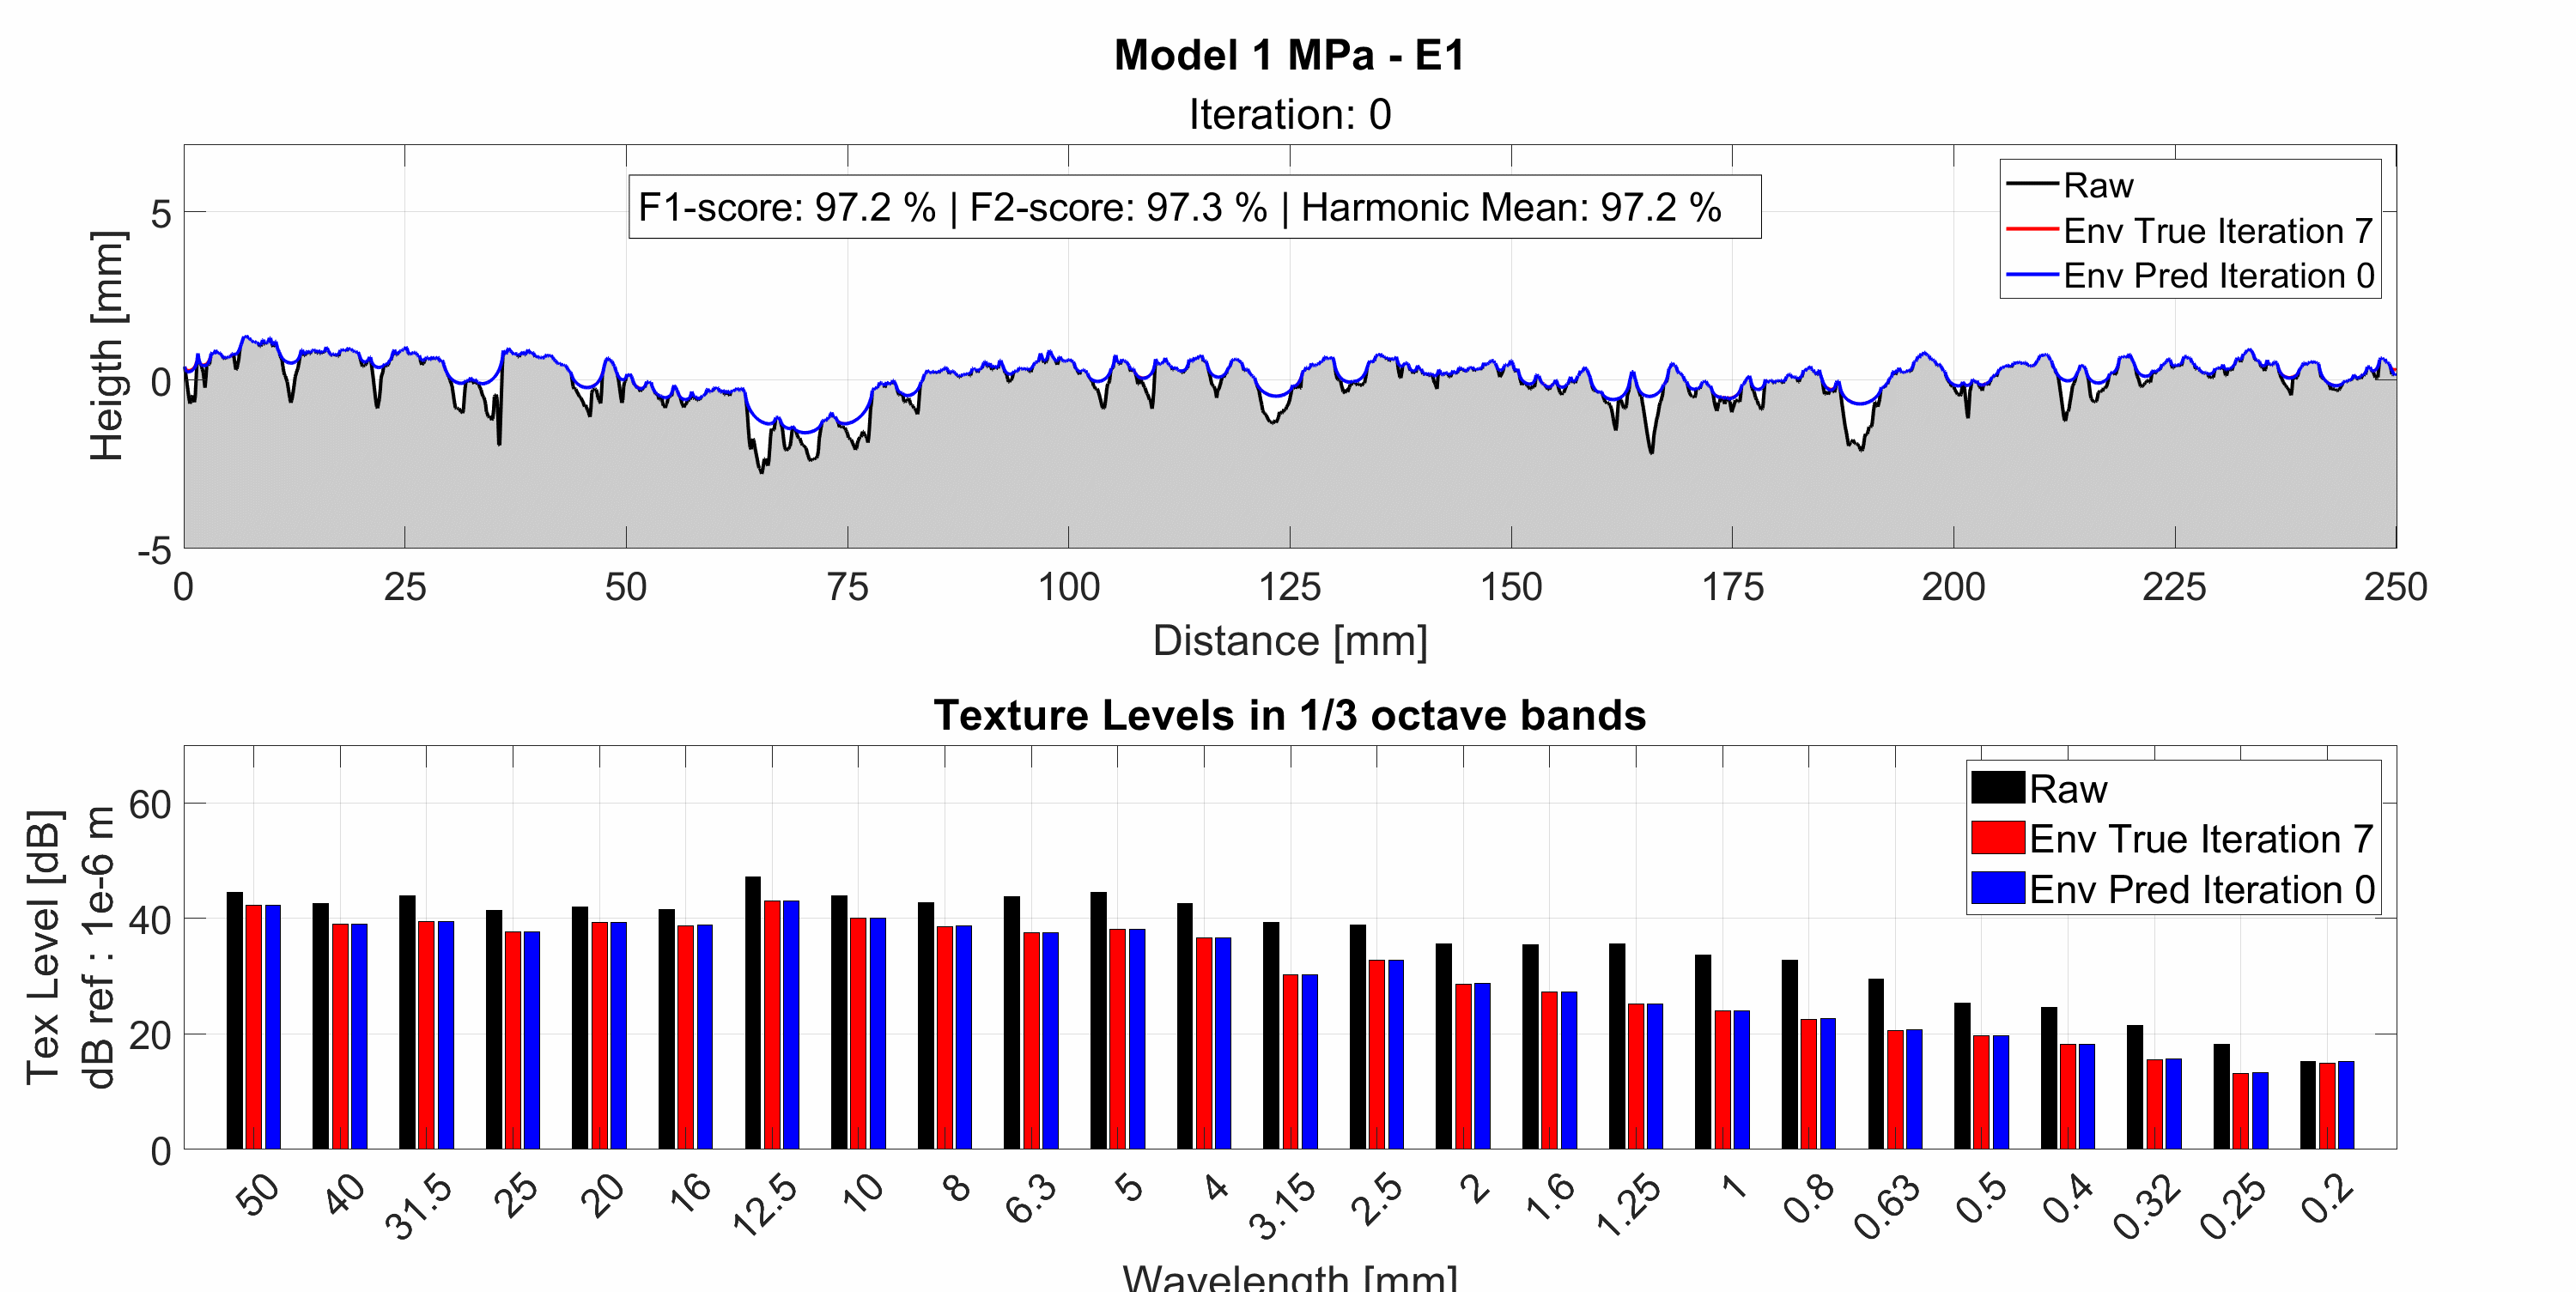 Model 1 MPa - E1
Iteration: 0
F1-score: 97.2 % | F2-score: 97.3 % | Harmonic Mean: 97.2 %
Raw
Env True Iteration 7
Env Pred Iteration 0
Heigth [mm]
5
0
-5
0 25 50 75 100 125 150 175 200 225 250
Distance [mm]
Texture Levels in 1/3 octave bands
Raw
Env True Iteration 7
Env Pred Iteration 0
Tex Level [dB]
dB ref : 1e-6 m
60
40
20
0
50 40 31.5 25 20 16 12.5 10 8 6.3 5 4 3.15 2.5 2 1.6 1.25 1 0.8 0.63 0.5 0.4 0.32 0.25 0.2
Wavelength [mm]